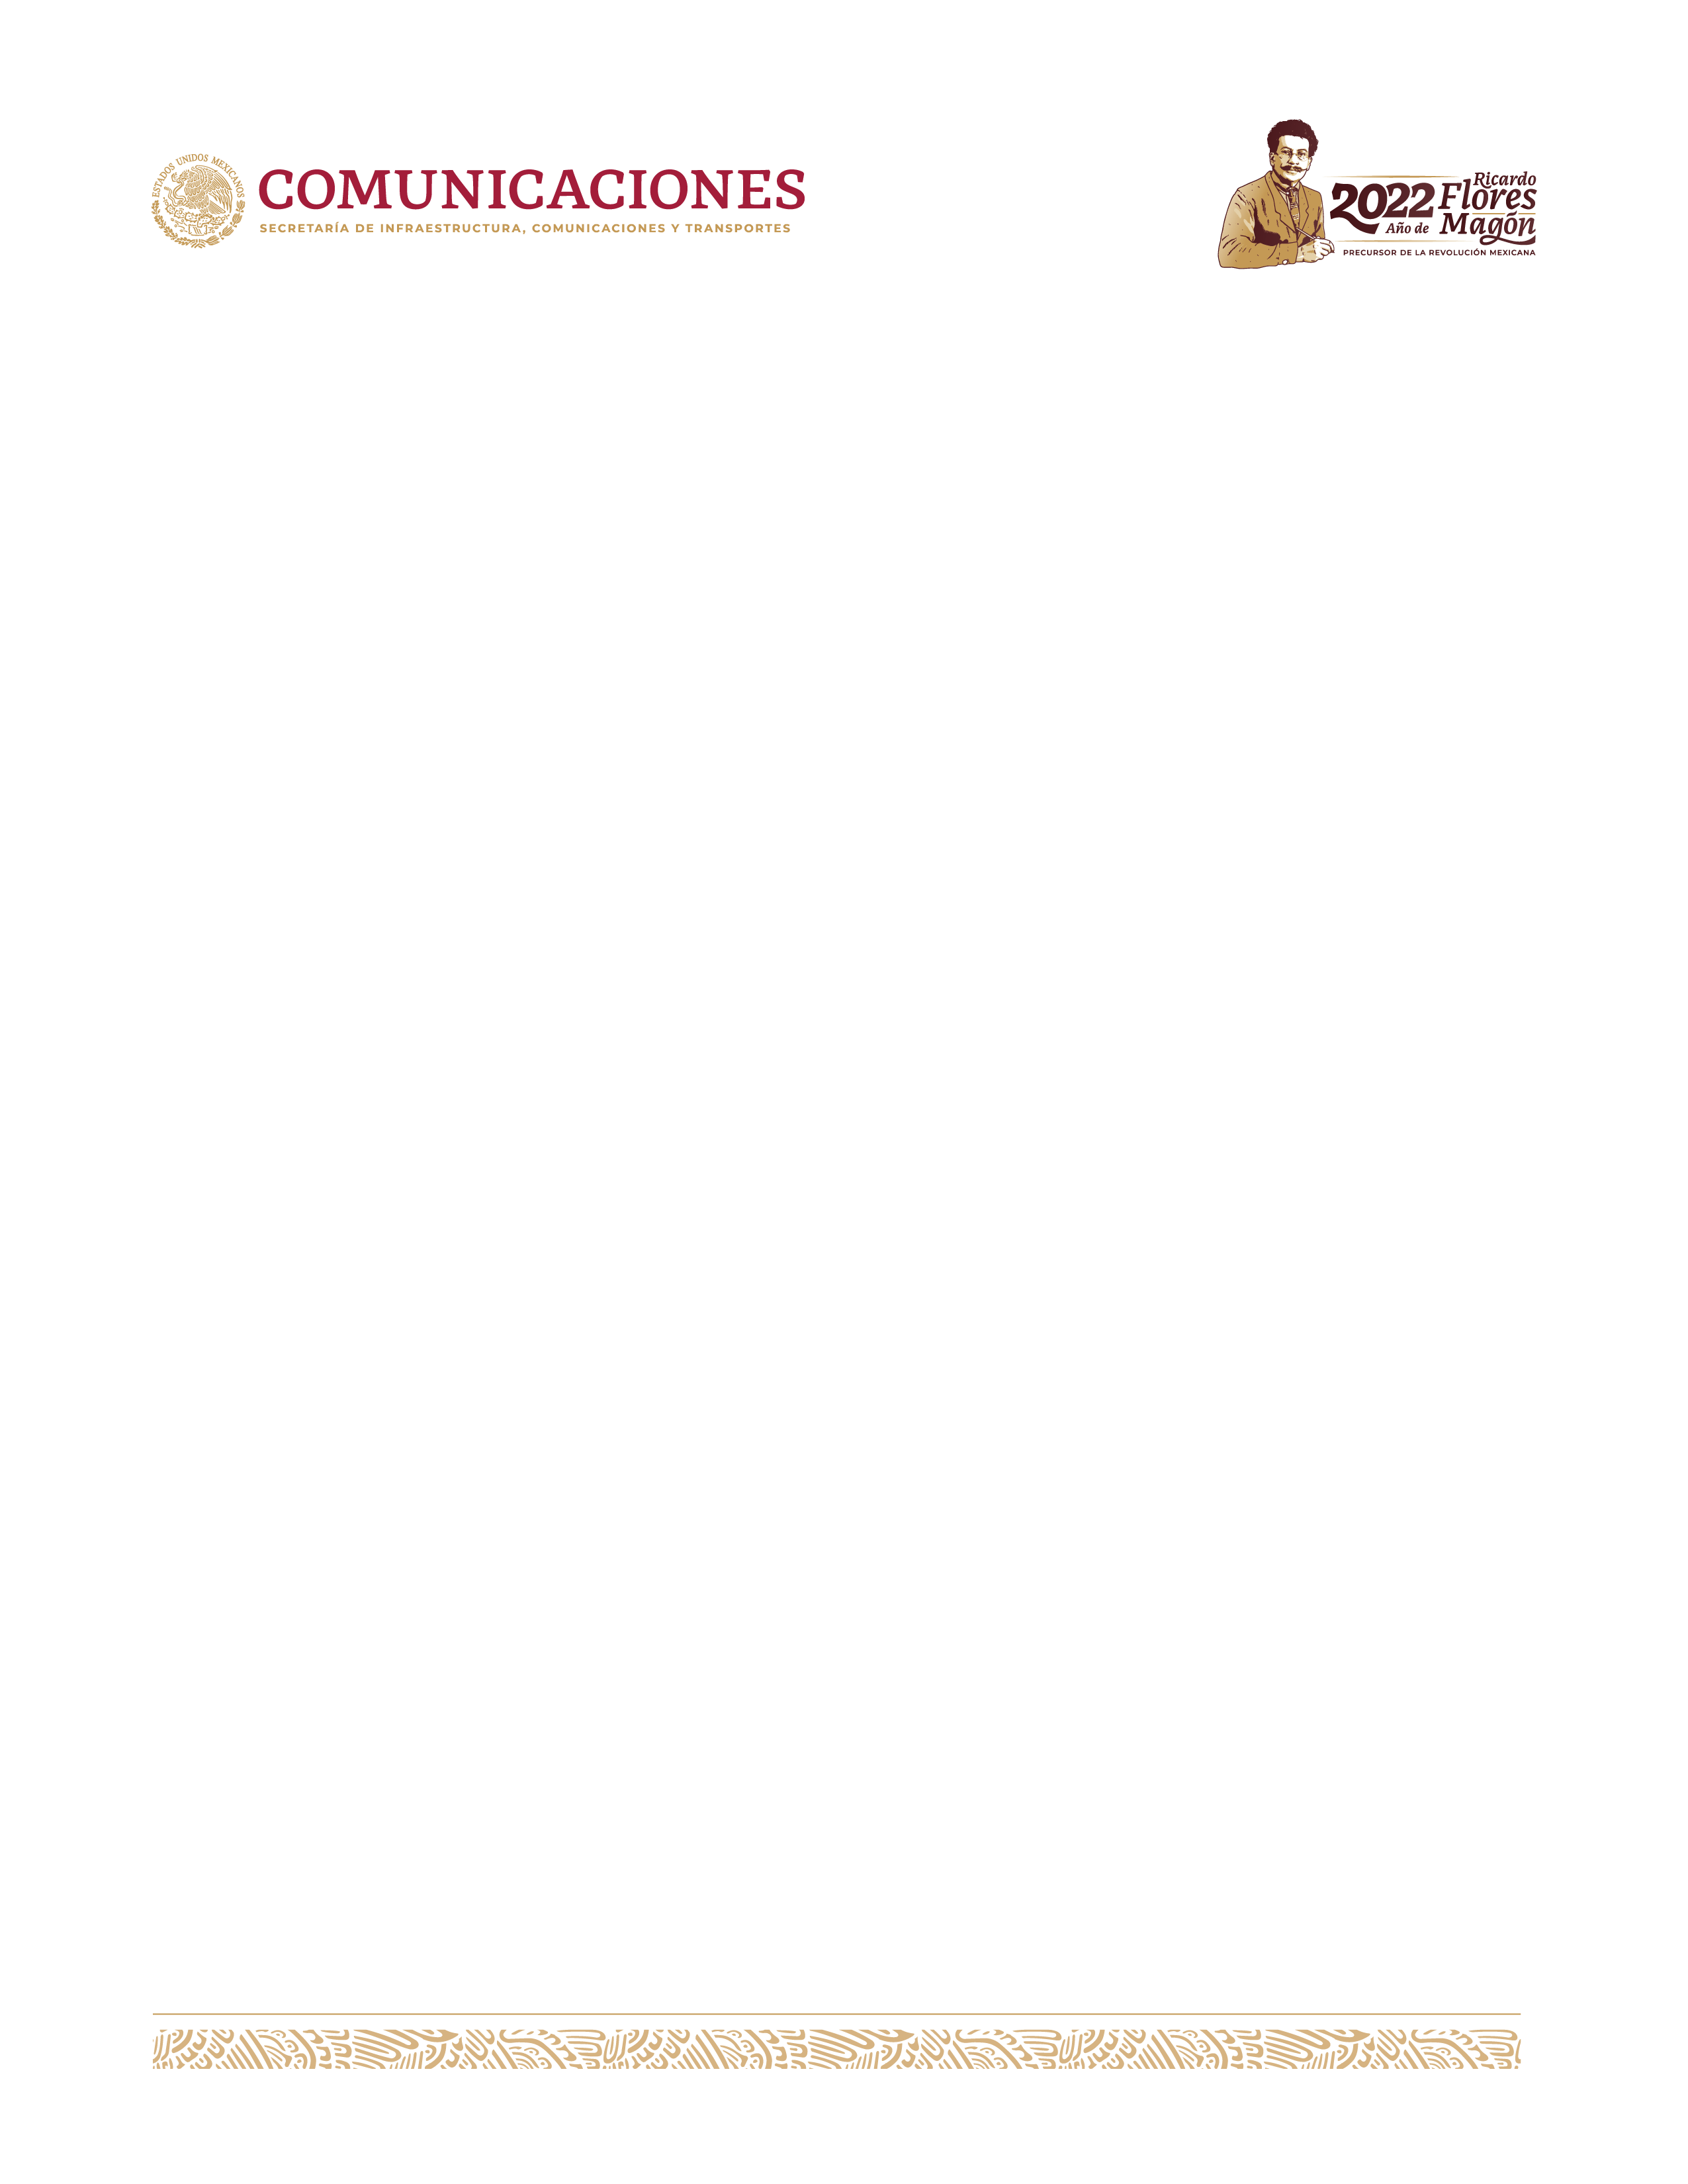 ESTADOS UNIDOS MEXICANOS
COMUNICACIONES
SECRETARÍA DE INFRAESTRUCTURA, COMUNICACIONES Y TRANSPORTES
2022
Año de
Ricardo
Flores
Magón
PRECURSOR DE LA REVOLUCIÓN MEXICANA